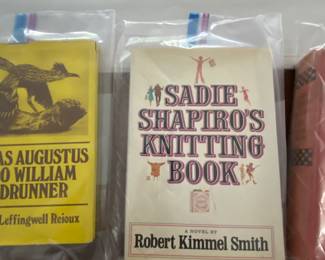 AS AUGUSTUS
O WILLIAM
DRUNNER
Leffingwell Reioux
SADIE
SHAPIRO'S
KNITTING
BOOK
A NOVEL BY
Robert Kimmel Smith